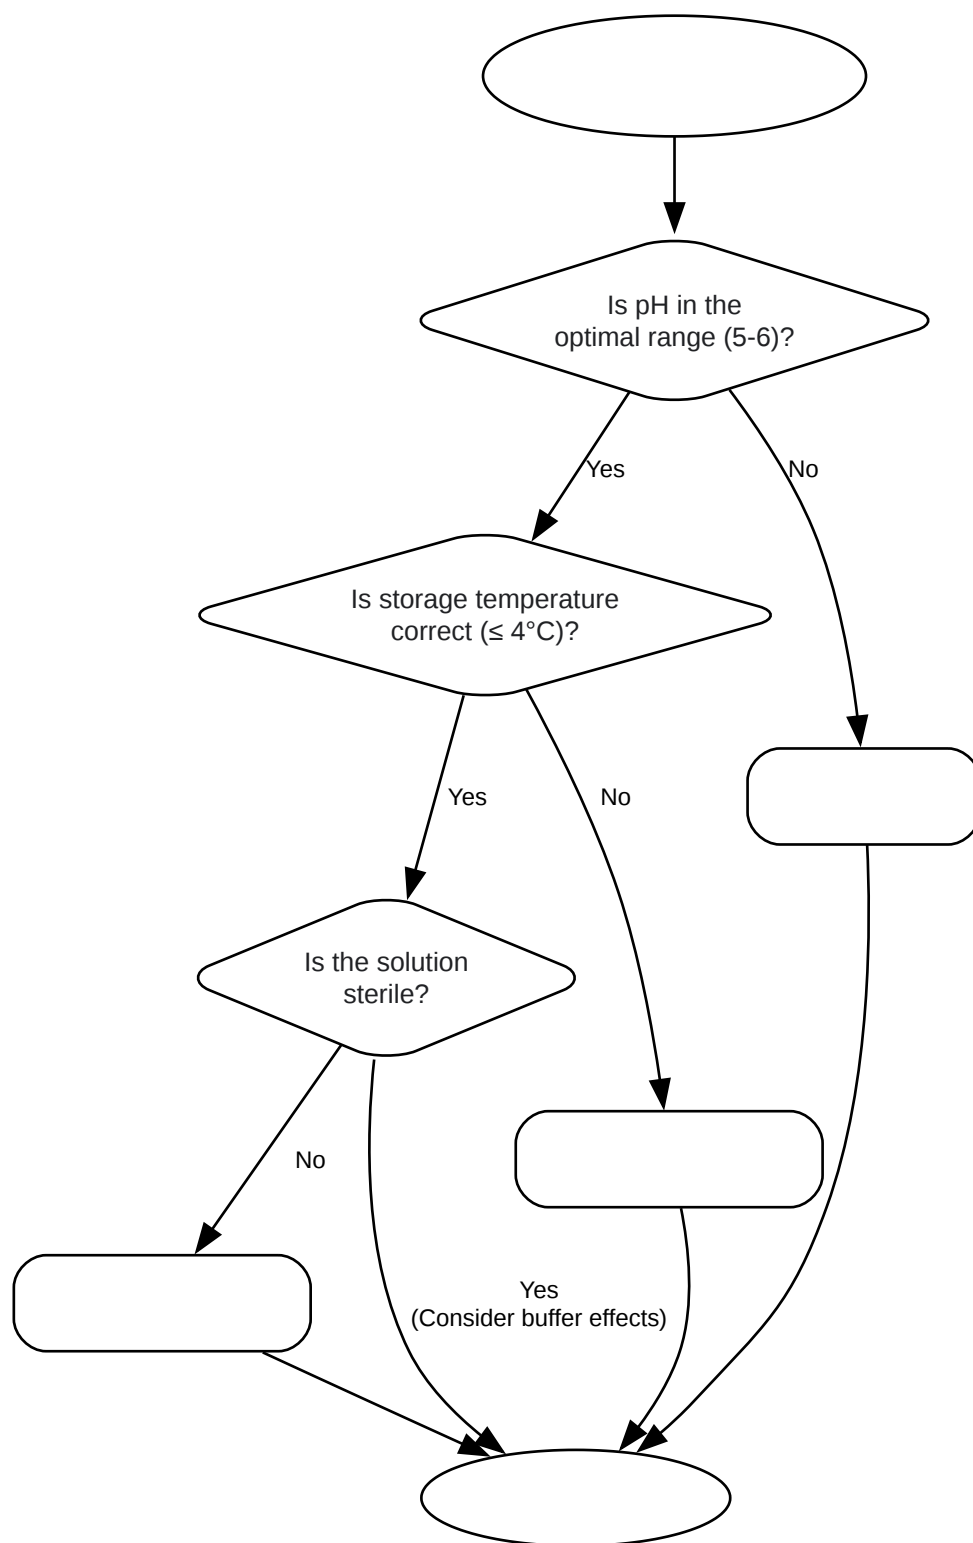 Is pH in the
optimal range (5-6)?
Yes
No
Is storage temperature
correct (≤ 4°C)?
Yes
No
Is the solution
sterile?
No
Yes
(Consider buffer effects)